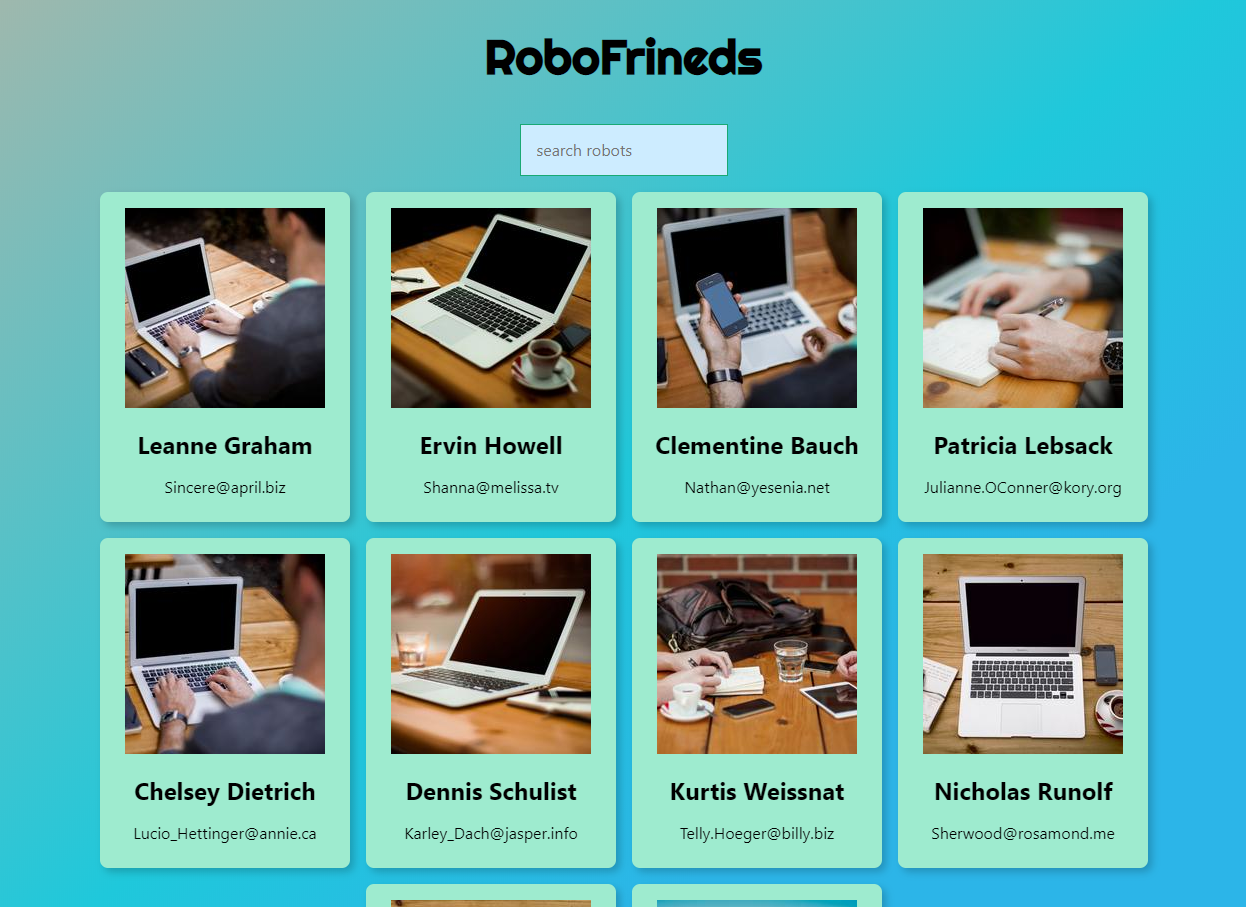 RoboFrineds
search robots
Leanne Graham
Sincere@april.biz
Ervin Howell
Shanna@melissa.tv
Clementine Bauch
Nathan@yesenia.net
Patricia Lebsack
Julianne.OConner@kory.org
Chelsey Dietrich
Lucio_Hettinger@annie.ca
Dennis Schulist
Karley_Dach@jasper.info
Kurtis Weissnat
Telly.Hoeger@billy.biz
Nicholas Runolf
Sherwood@rosamond.me